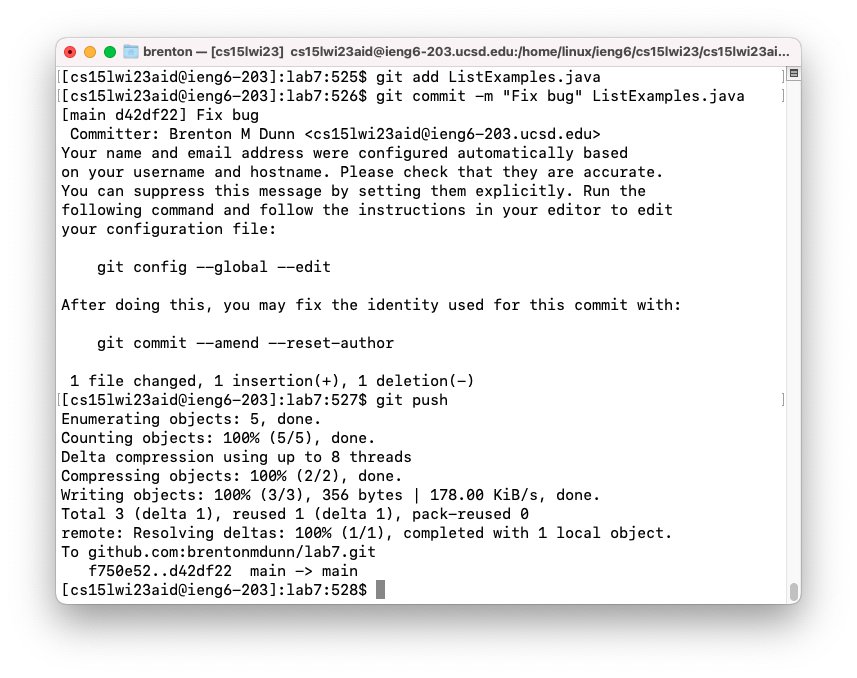 brenton — [cs15lwi23] cs15lwi23aid@ieng6-203.ucsd.edu:/home/linux/ieng6/cs15lwi23/cs15lwi23ai...
[[cs15lwi23aid@ieng6-203]:lab7:525$ git add ListExamples.java ]
[[cs15lwi23aid@ieng6-203]:lab7:526$ git commit -m "Fix bug" ListExamples.java ]
[main d42df22] Fix bug
 Committer: Brenton M Dunn <cs15lwi23aid@ieng6-203.ucsd.edu>
Your name and email address were configured automatically based
on your username and hostname. Please check that they are accurate.
You can suppress this message by setting them explicitly. Run the
following command and follow the instructions in your editor to edit
your configuration file:
    git config --global --edit
After doing this, you may fix the identity used for this commit with:
    git commit --amend --reset-author
 1 file changed, 1 insertion(+), 1 deletion(-)
[[cs15lwi23aid@ieng6-203]:lab7:527$ git push ]
Enumerating objects: 5, done.
Counting objects: 100% (5/5), done.
Delta compression using up to 8 threads
Compressing objects: 100% (2/2), done.
Writing objects: 100% (3/3), 356 bytes | 178.00 KiB/s, done.
Total 3 (delta 1), reused 1 (delta 1), pack-reused 0
remote: Resolving deltas: 100% (1/1), completed with 1 local object.
To github.com:brentonmdunn/lab7.git
   f750e52..d42df22  main -> main
[cs15lwi23aid@ieng6-203]:lab7:528$